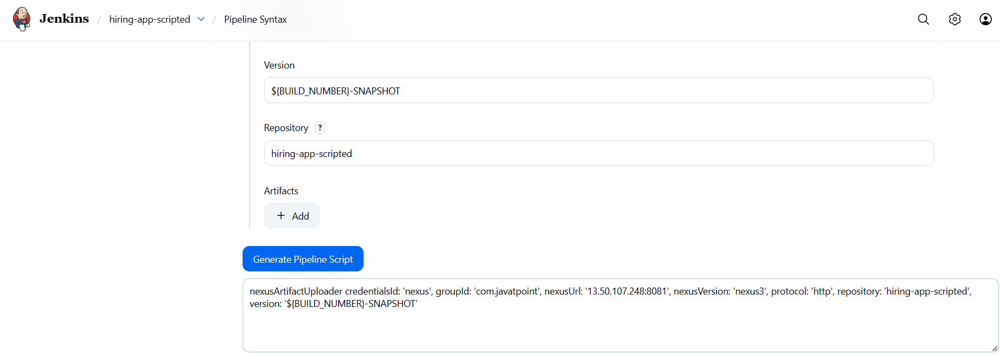 Jenkins / hiring-app-scripted / Pipeline Syntax
Version
${BUILD_NUMBER}-SNAPSHOT
Repository ?
hiring-app-scripted
Artifacts
+ Add
Generate Pipeline Script
nexusArtifactUploader credentialsId: 'nexus', groupId: 'com.javatpoint', nexusUrl: '13.50.107.248:8081', nexusVersion: 'nexus3', protocol: 'http', repository: 'hiring-app-scripted',
version: '${BUILD_NUMBER}-SNAPSHOT'